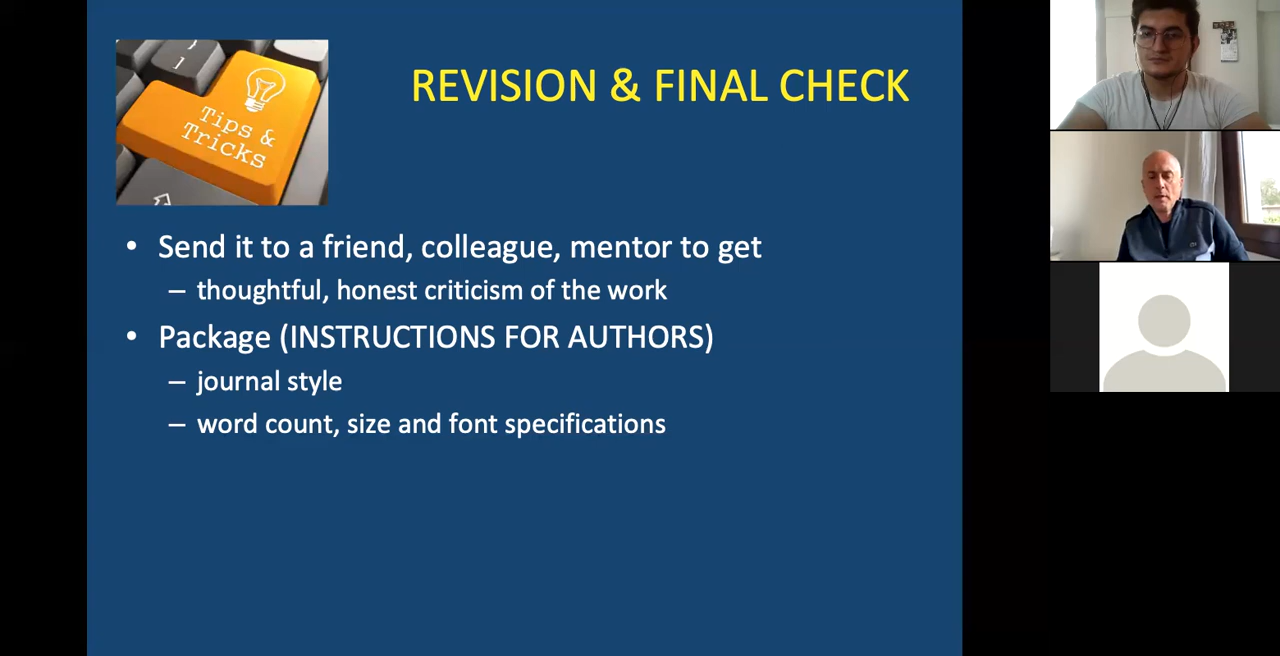 Tips &
Tricks
REVISION & FINAL CHECK
• Send it to a friend, colleague, mentor to get
– thoughtful, honest criticism of the work
• Package (INSTRUCTIONS FOR AUTHORS)
– journal style
– word count, size and font specifications